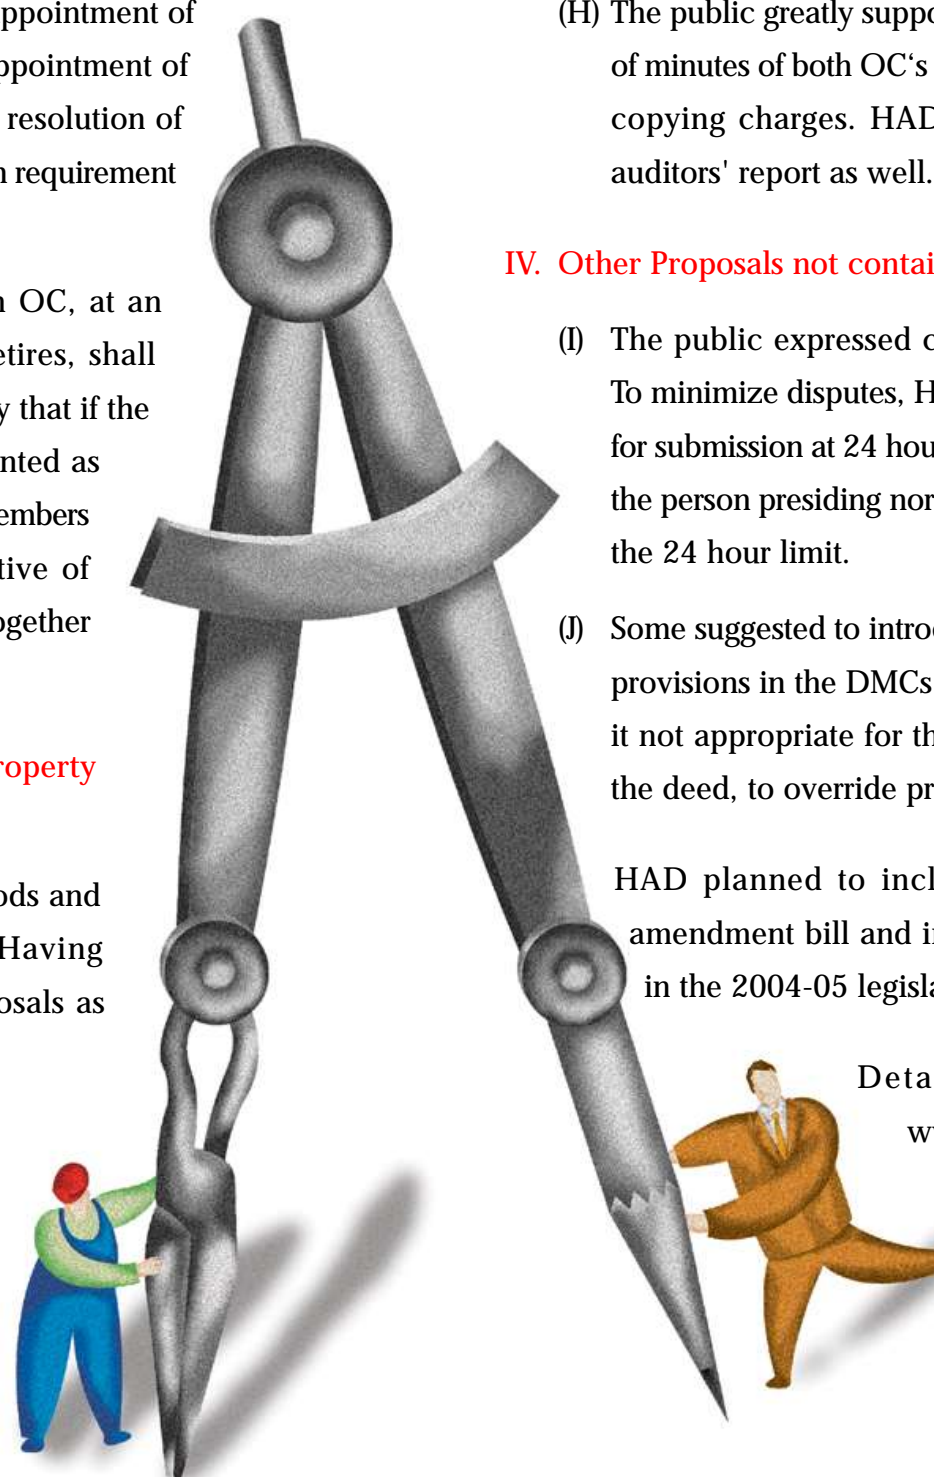 ppointment of
ppointment of
resolution of
requirement
OC, at an
etires, shall
y that if the
nted as
embers
tive of
ogether
roperty
ods and
Having
osals as
(H) The public greatly suppo
of minutes of both OC‘s
copying charges. HAD
auditors' report as well.
IV. Other Proposals not contai
(I) The public expressed
To minimize disputes, H
for submission at 24 hou
the person presiding nor
the 24 hour limit.
(J) Some suggested to introd
provisions in the DMCs
it not appropriate for th
the deed, to override pr
HAD planned to incl
amendment bill and i
in the 2004-05 legisla
Deta
w